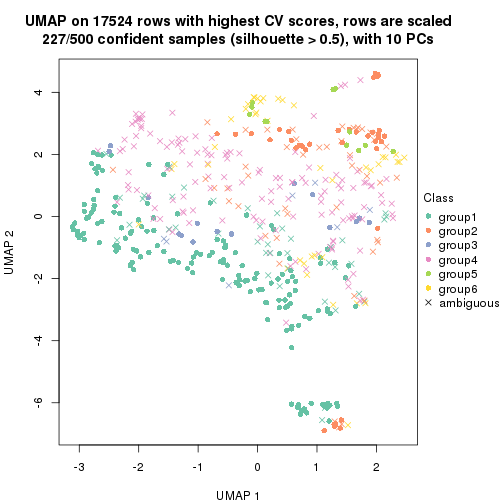 UMAP on 17524 rows with highest CV scores, rows are scaled
227/500 confident samples (silhouette > 0.5), with 10 PCs
4
2
0
-2
-4
-6
UMAP 2
-3
-2
-1
0
1
2
UMAP 1
Class
group1
group2
group3
group4
group5
group6
ambiguous